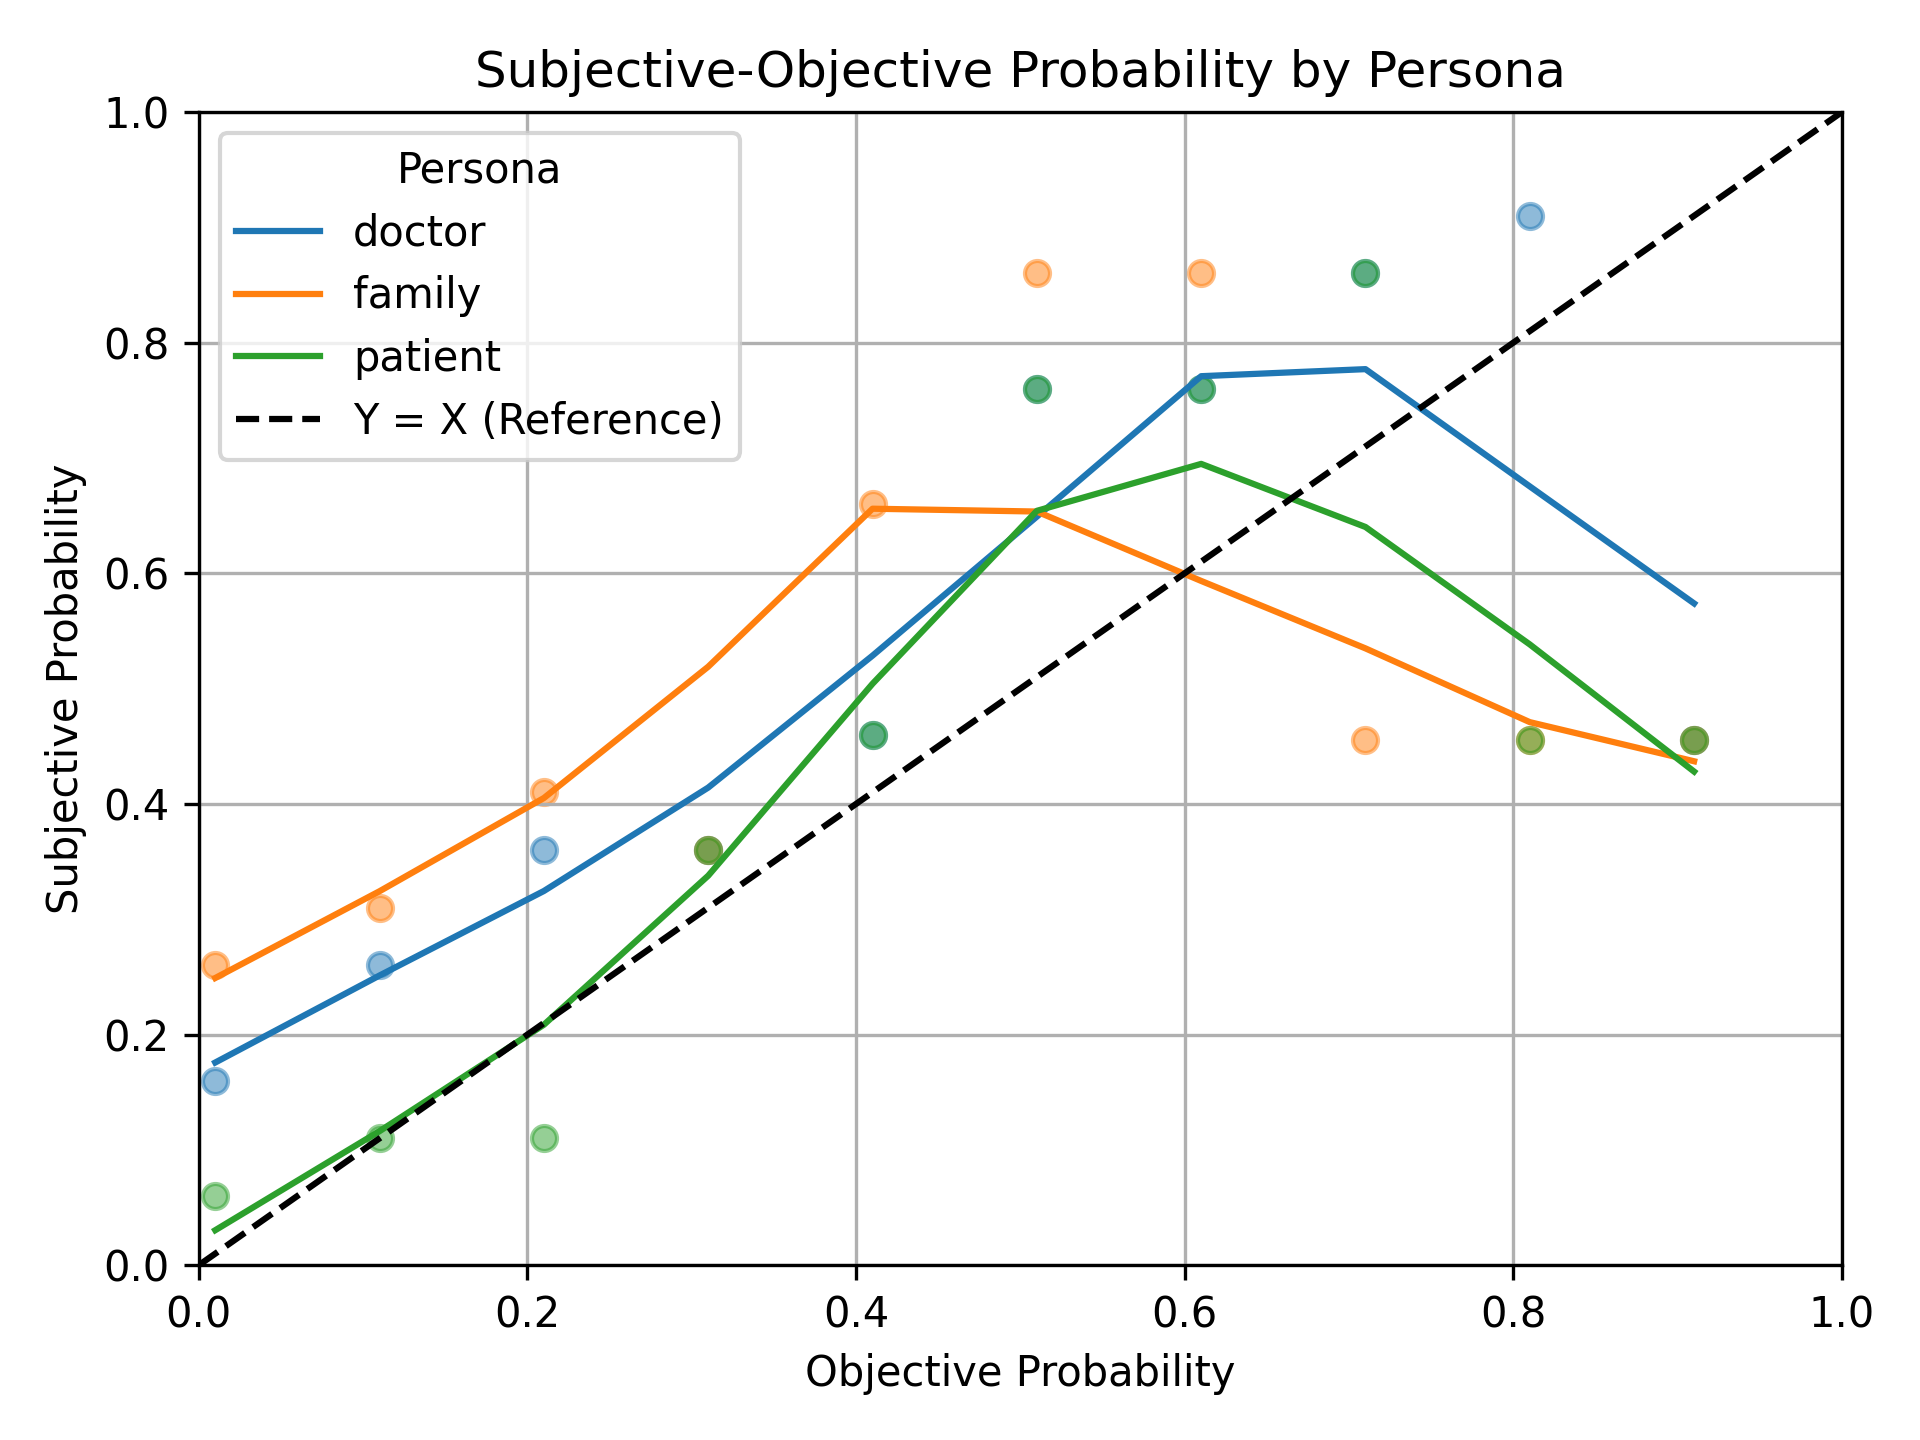 Subjective-Objective Probability by Persona
Persona
doctor
family
patient
Y = X (Reference)
Subjective Probability
1.0
0.8
0.6
0.4
0.2
0.0
0.0 0.2 0.4 0.6 0.8 1.0
Objective Probability